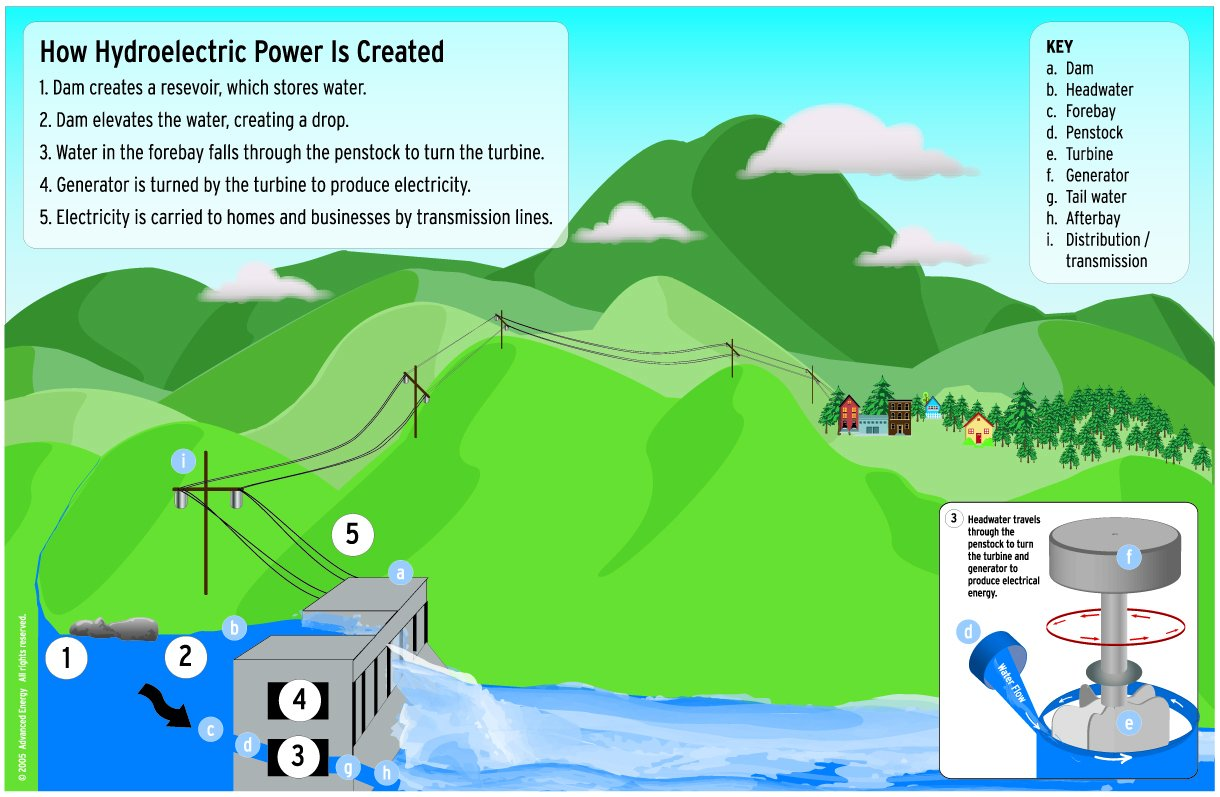 How Hydroelectric Power Is Created
1. Dam creates a resevoir, which stores water.
2. Dam elevates the water, creating a drop.
3. Water in the forebay falls through the penstock to turn the turbine.
4. Generator is turned by the turbine to produce electricity.
5. Electricity is carried to homes and businesses by transmission lines.
KEY
a. Dam
b. Headwater
c. Forebay
d. Penstock
e. Turbine
f. Generator
g. Tail water
h. Afterbay
i. Distribution /
transmission
i
5
a
b
1
2
4
c
d
3
g
h
3 Headwater travels
through the
penstock to turn
the turbine and
generator to
produce electrical
energy.
f
d
Water Flow
e
© 2005 Advanced Energy All rights reserved.